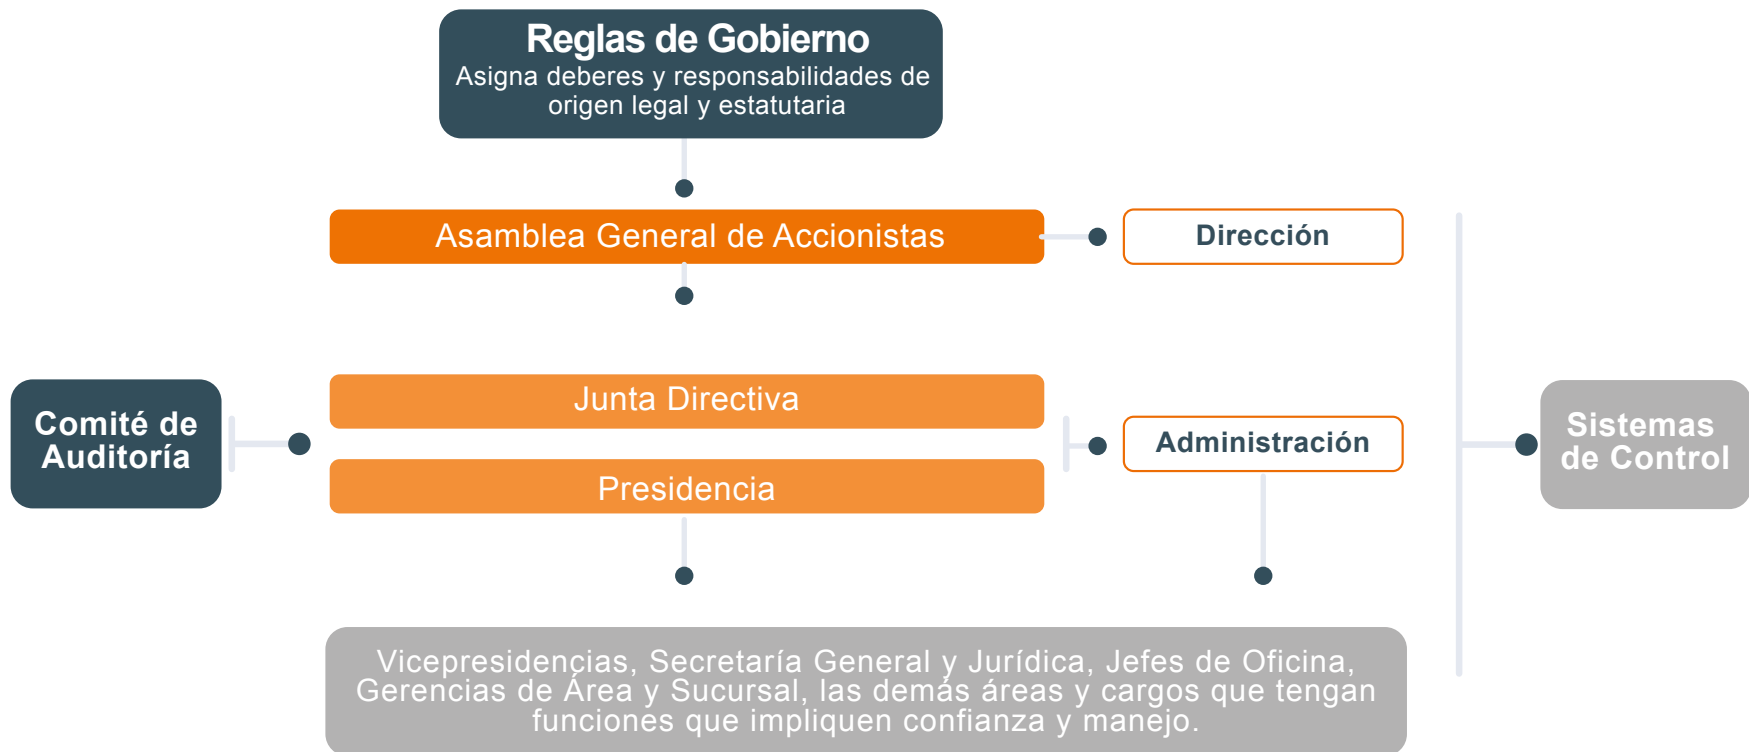 Reglas de Gobierno
Asigna deberes y responsabilidades de
origen legal y estatutaria
Asamblea General de Accionistas
Dirección
Junta Directiva
Comité de
Auditoría
Administración
Sistemas
de Control
Presidencia
Vicepresidencias, Secretaría General y Jurídica, Jefes de Oficina,
Gerencias de Área y Sucursal, las demás áreas y cargos que tengan
funciones que impliquen confianza y manejo.